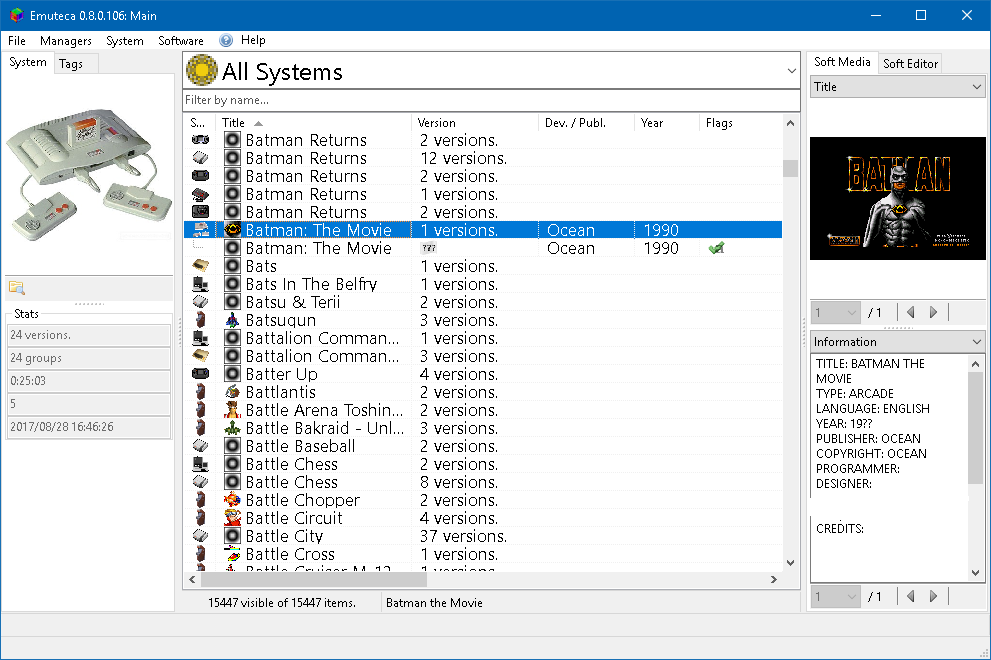 Emuteca 0.8.0.106: Main
File Managers System Software Help
System Tags
All Systems
Filter by name...
S... Title Version Dev. / Publ. Year Flags
Batman Returns 2 versions.
Batman Returns 12 versions.
Batman Returns 2 versions.
Batman Returns 1 versions.
Batman Returns 2 versions.
Batman: The Movie 1 versions. Ocean 1990
Batman: The Movie ??? Ocean 1990
Bats 1 versions.
Bats In The Belfry 1 versions.
Batsu & Terii 2 versions.
Batsugun 3 versions.
Battalion Comman... 1 versions.
Battalion Comman... 3 versions.
Batter Up 4 versions.
Battlantis 2 versions.
Battle Arena Toshin... 2 versions.
Battle Bakraid - Unl... 3 versions.
Battle Baseball 2 versions.
Battle Chess 2 versions.
Battle Chess 8 versions.
Battle Chopper 2 versions.
Battle Circuit 4 versions.
Battle City 37 versions.
Battle Cross 1 versions.
Battle Cruiser M-12 1 versions.
15447 visible of 15447 items. Batman the Movie
Stats
24 versions.
24 groups
0:25:03
5
2017/08/28 16:46:26
Soft Media Soft Editor
Title
BATMAN
1 / 1
Information
TITLE: BATMAN THE
MOVIE
TYPE: ARCADE
LANGUAGE: ENGLISH
YEAR: 19??
PUBLISHER: OCEAN
COPYRIGHT: OCEAN
PROGRAMMER:
DESIGNER:
CREDITS:
1 / 1